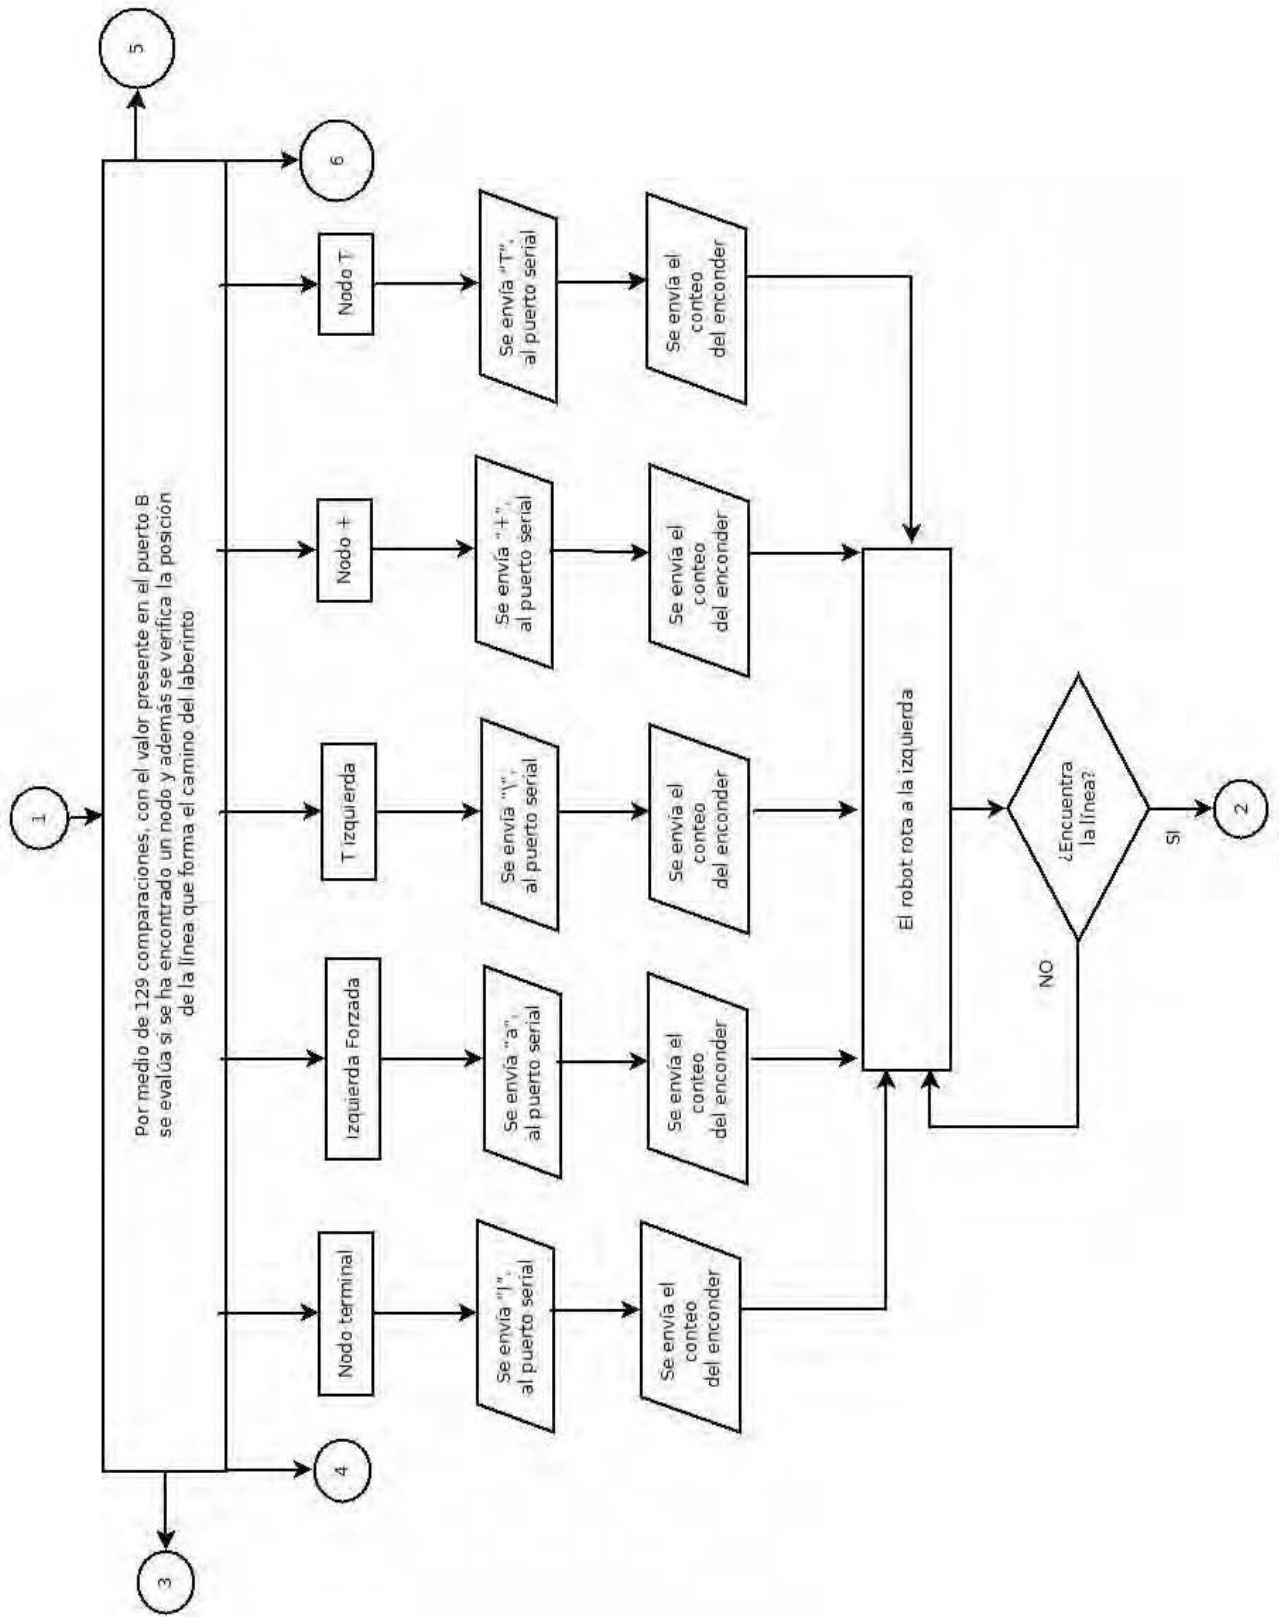 1
Por medio de 129 comparaciones, con el valor presente en el puerto B
se evalúa si se ha encontrado un nodo y además se verifica la posición
de la línea que forma el camino del laberinto
3
5
4
6
Nodo terminal
Izquierda Forzada
T izquierda
Nodo +
Nodo T
Se envía "|",
al puerto serial
Se envía "a",
al puerto serial
Se envía "\",
al puerto serial
Se envía "+",
al puerto serial
Se envía "T",
al puerto serial
Se envía el
conteo
del enconder
Se envía el
conteo
del enconder
Se envía el
conteo
del enconder
Se envía el
conteo
del enconder
Se envía el
conteo
del enconder
El robot rota a la izquierda
¿Encuentra
la línea?
NO
SI
2